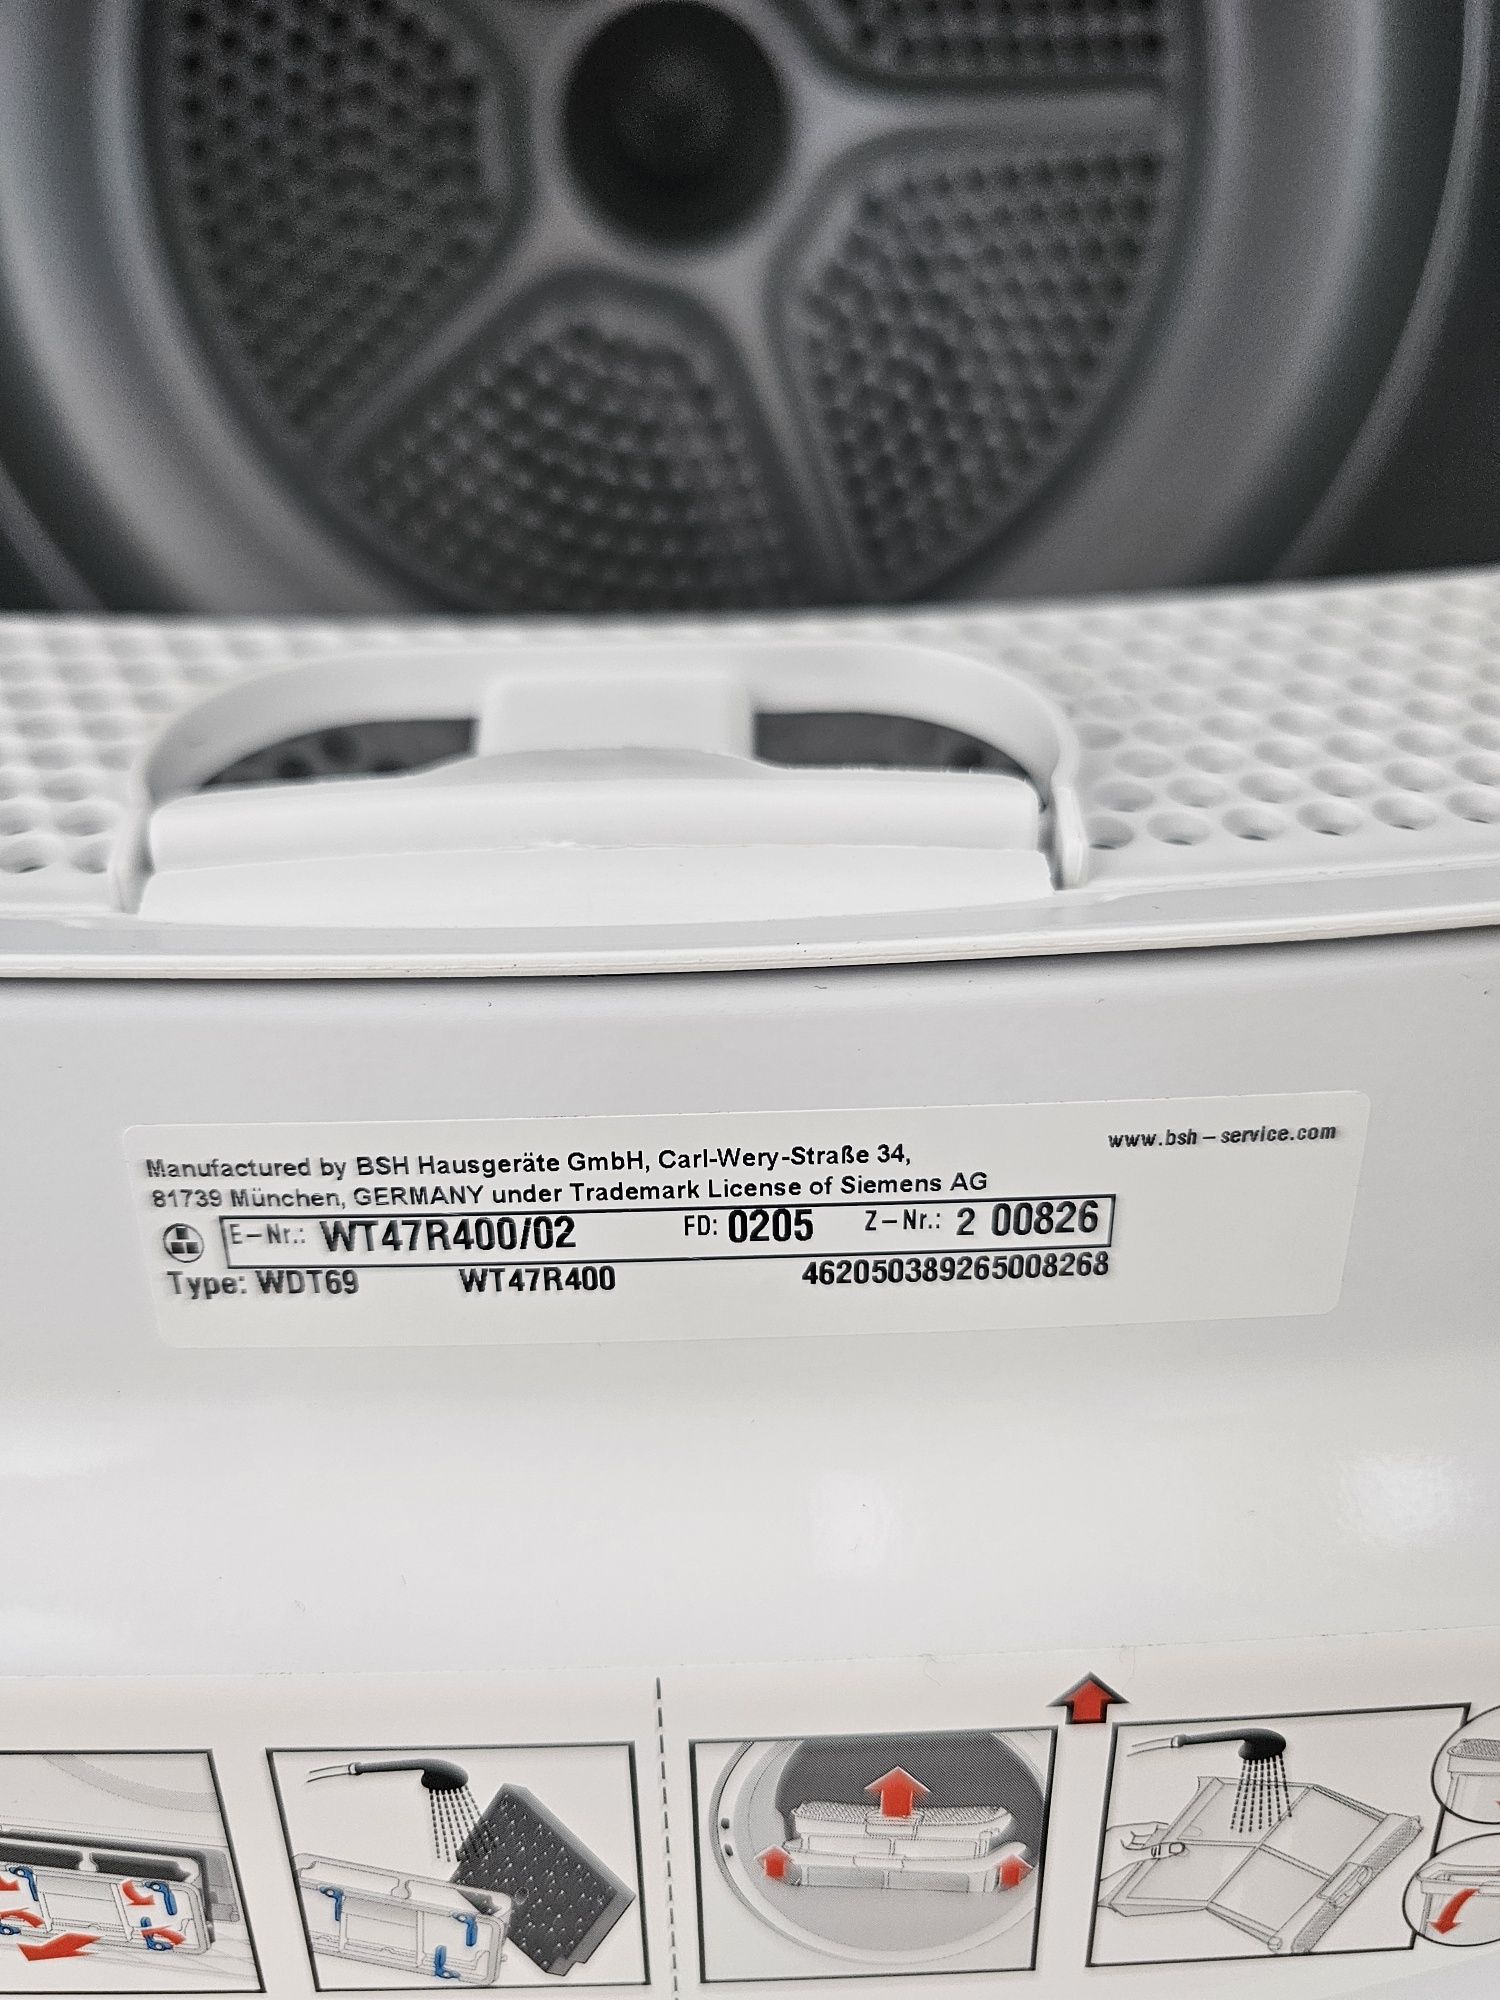 Manufactured by BSH Hausgeräte GmbH, Carl-Wery-Straße 34,
www.bsh-service.com
81739 München, GERMANY under Trademark License of Siemens AG
E-Nr.: WT47R400/02 FD: 0205 Z-Nr.: 2 00826
Type: WDT69 WT47R400 462050389265008268